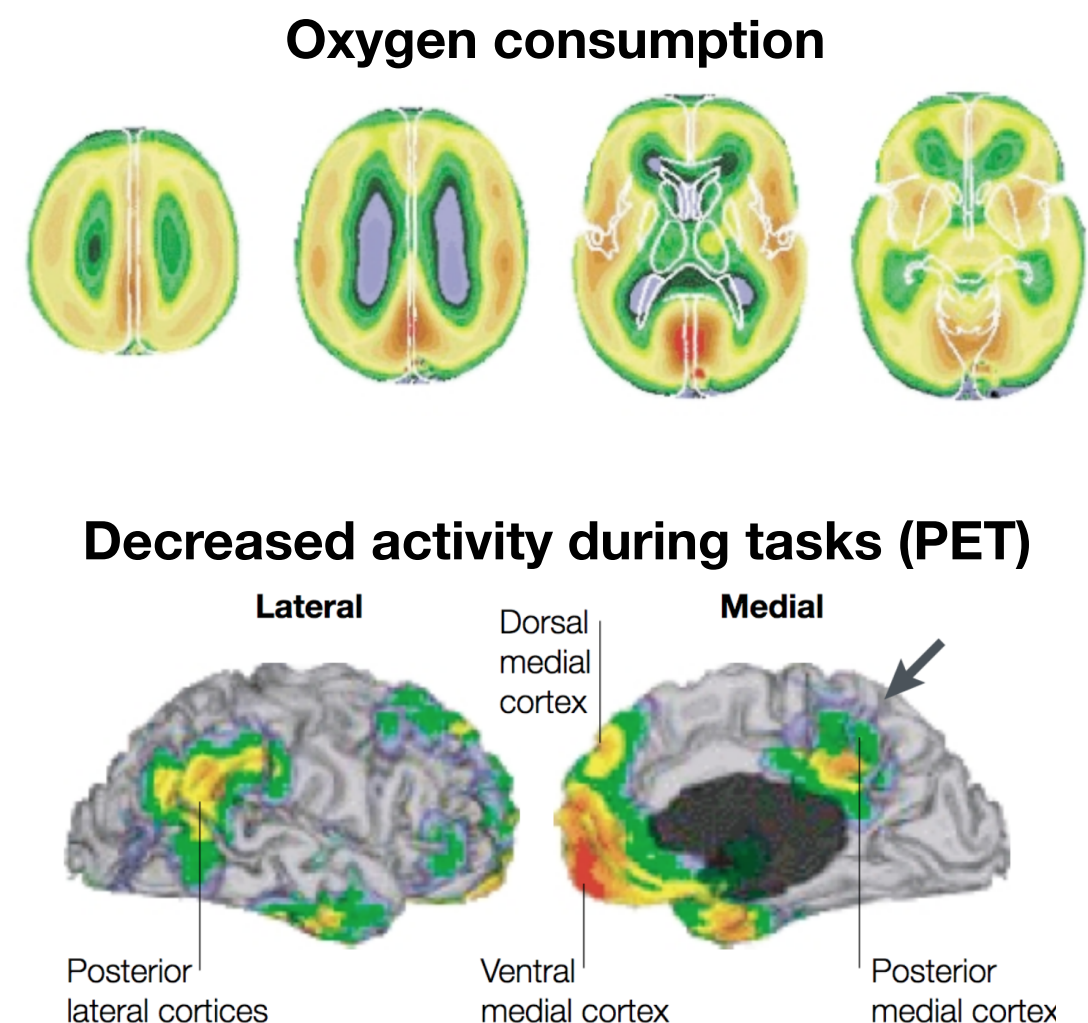 Oxygen consumption
Decreased activity during tasks (PET)
Lateral
Medial
Dorsal
medial
cortex
Posterior
lateral cortices
Ventral
medial cortex
Posterior
medial cortex